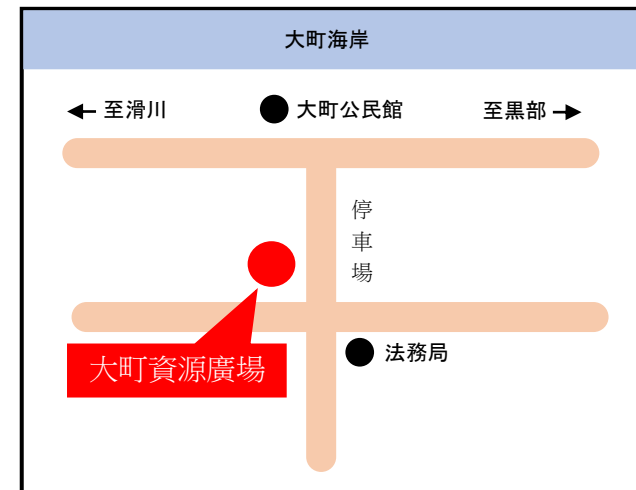 大町海岸
至滑川
大町公民館
至黒部
停車場
大町資源廣場
法務局